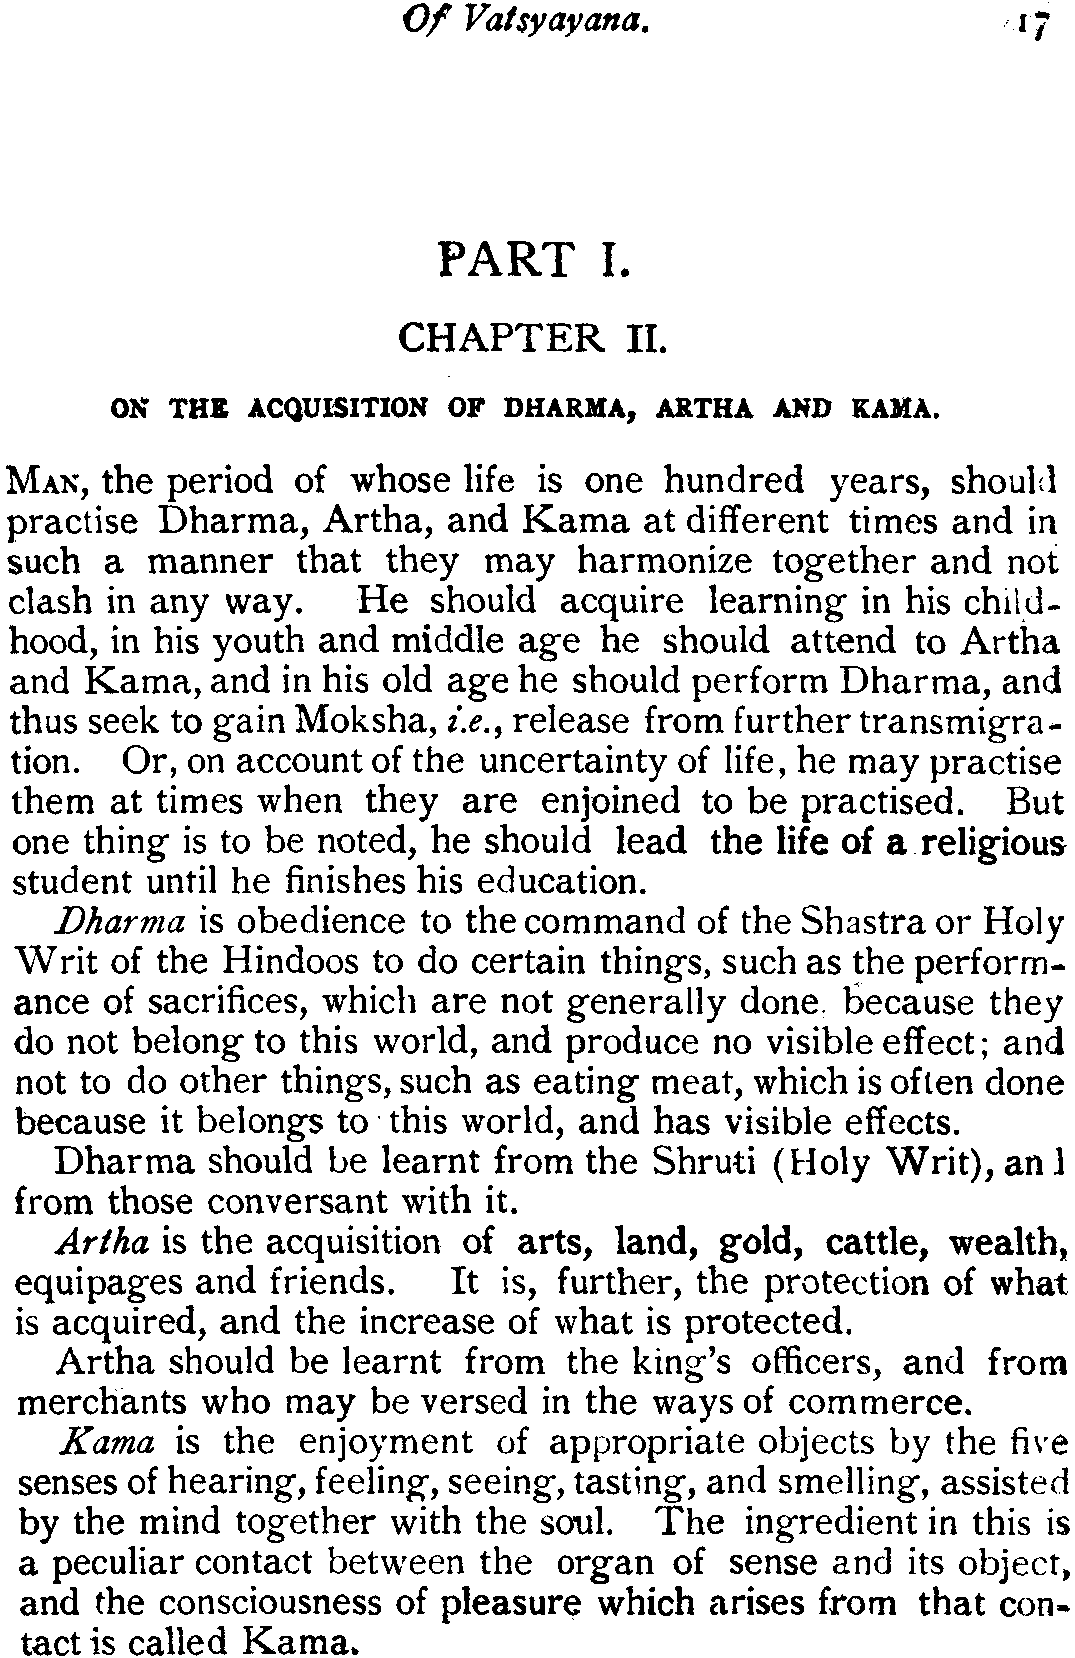 Of Vatsyayana. 17
PART I.
CHAPTER II.
ON THE ACQUISITION OF DHARMA, ARTHA AND KAMA.
MAN, the period of whose life is one hundred years, should
practise Dharma, Artha, and Kama at different times and in
such a manner that they may harmonize together and not
clash in any way. He should acquire learning in his child-
hood, in his youth and middle age he should attend to Artha
and Kama, and in his old age he should perform Dharma, and
thus seek to gain Moksha, i.e., release from further transmigra-
tion. Or, on account of the uncertainty of life, he may practise
them at times when they are enjoined to be practised. But
one thing is to be noted, he should lead the life of a religious
student until he finishes his education.
Dharma is obedience to the command of the Shastra or Holy
Writ of the Hindoos to do certain things, such as the perform-
ance of sacrifices, which are not generally done. because they
do not belong to this world, and produce no visible effect; and
not to do other things, such as eating meat, which is often done
because it belongs to this world, and has visible effects.
Dharma should be learnt from the Shruti (Holy Writ), and
from those conversant with it.
Artha is the acquisition of arts, land, gold, cattle, wealth,
equipages and friends. It is, further, the protection of what
is acquired, and the increase of what is protected.
Artha should be learnt from the king's officers, and from
merchants who may be versed in the ways of commerce.
Kama is the enjoyment of appropriate objects by the five
senses of hearing, feeling, seeing, tasting, and smelling, assisted
by the mind together with the soul. The ingredient in this is
a peculiar contact between the organ of sense and its object,
and the consciousness of pleasure which arises from that con-
tact is called Kama.